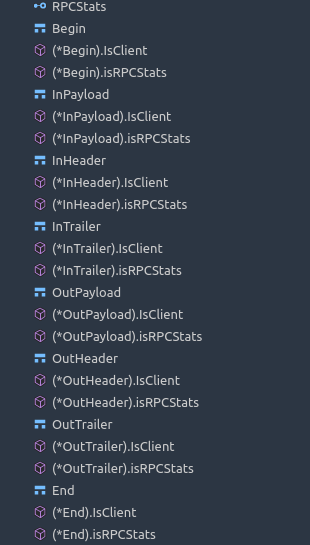 RPCStats
Begin
(*Begin).IsClient
(*Begin).isRPCStats
InPayload
(*InPayload).IsClient
(*InPayload).isRPCStats
InHeader
(*InHeader).IsClient
(*InHeader).isRPCStats
InTrailer
(*InTrailer).IsClient
(*InTrailer).isRPCStats
OutPayload
(*OutPayload).IsClient
(*OutPayload).isRPCStats
OutHeader
(*OutHeader).IsClient
(*OutHeader).isRPCStats
OutTrailer
(*OutTrailer).IsClient
(*OutTrailer).isRPCStats
End
(*End).IsClient
(*End).isRPCStats